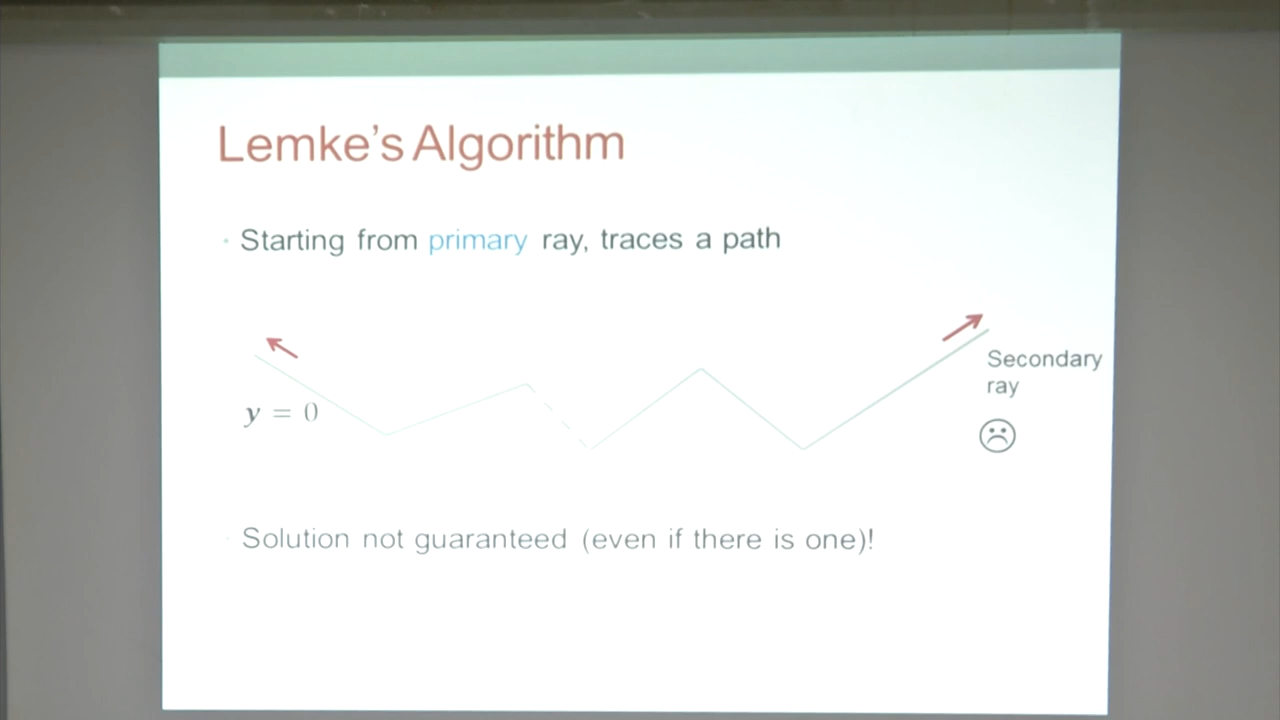 Lemke's Algorithm
Starting from primary ray, traces a path
Secondary
ray
y = 0
Solution not guaranteed (even if there is one)!